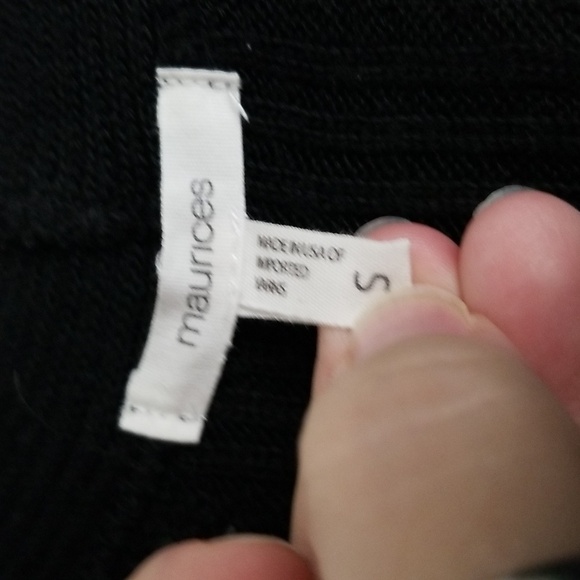 maurices
MADE IN USA OF
IMPORTED
YARNS
S